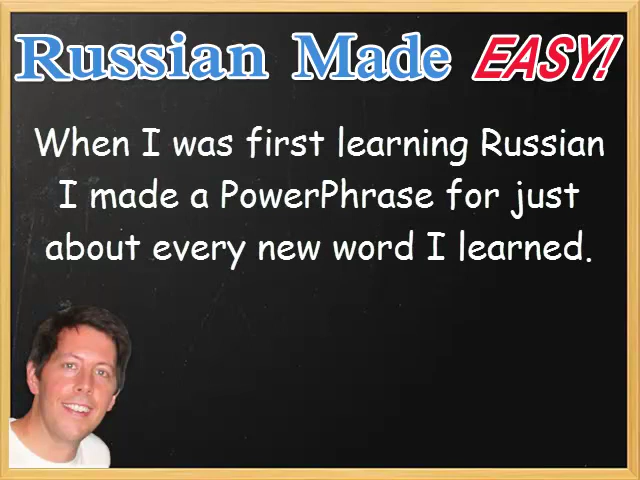 Russian Made EASY!
When I was first learning Russian
I made a PowerPhrase for just
about every new word I learned.